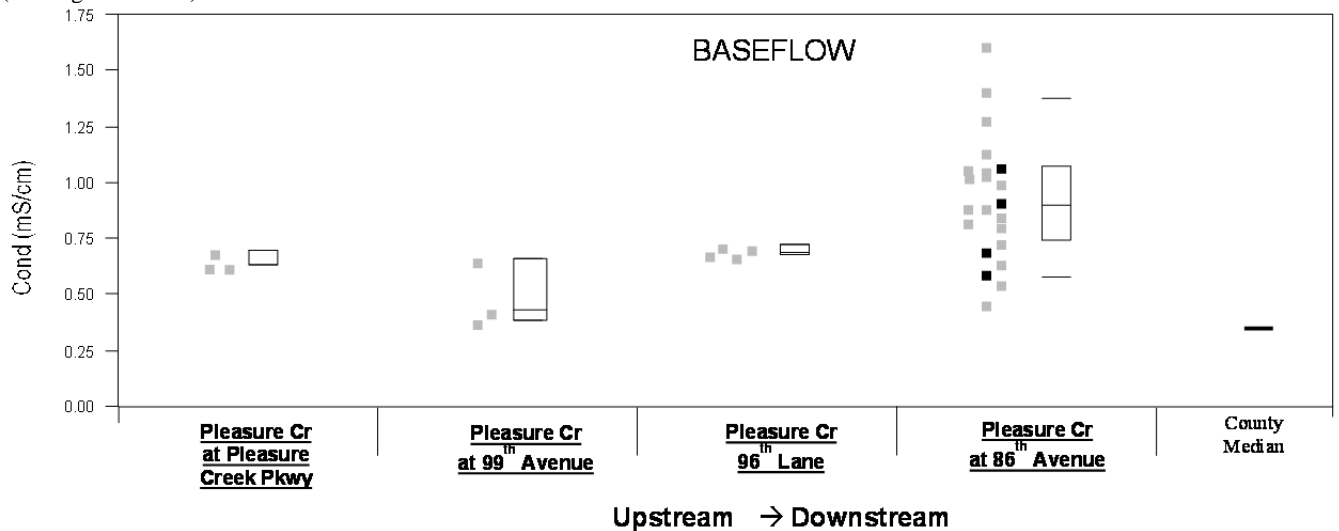 BASEFLOW
Cond (mS/cm)
1.75
1.50
1.25
1.00
0.75
0.50
0.25
0.00
Pleasure Cr
at Pleasure
Creek Pkwy
Pleasure Cr
at 99th Avenue
Pleasure Cr
96th Lane
Pleasure Cr
at 86th Avenue
County
Median
Upstream → Downstream